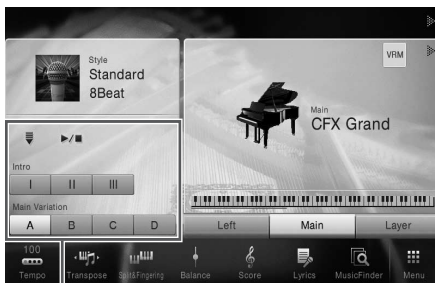 Style
Standard
8Beat
VRM
Main
CFX Grand
Intro
I II III
Main Variation
A B C D
Left Main Layer
100
Tempo Transpose Split&Fingering Balance Score Lyrics MusicFinder Menu